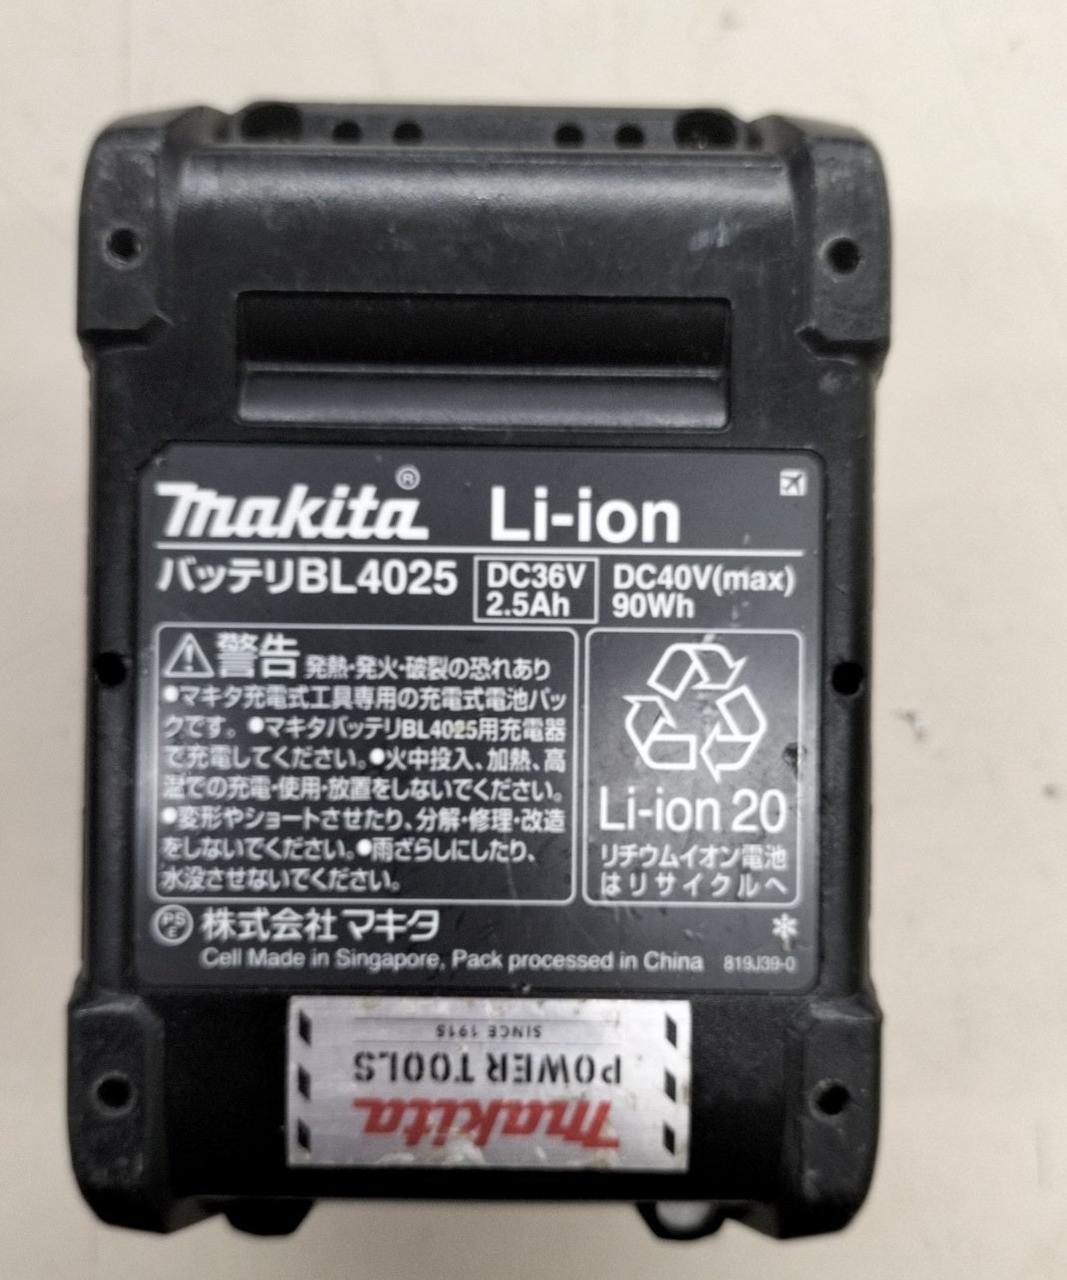 makita® Li-ion
バッテリBL4025 DC36V 2.5Ah DC40V(max) 90Wh
警告 発熱・発火・破裂の恐れあり
●マキタ充電式工具専用の充電式電池パッ
クです。●マキタバッテリBL4025用充電器
で充電してください。●火中投入、加熱、高
温での充電・使用・放置をしないでください。
●変形やショートさせたり、分解・修理・改造
をしないでください。●雨ざらしにしたり、
水没させないでください。
Li-ion 20
リチウムイオン電池
はリサイクルへ
PS E 株式会社マキタ
Cell Made in Singapore, Pack processed in China 819J39-0
makita
POWER TOOLS
SINCE 1915